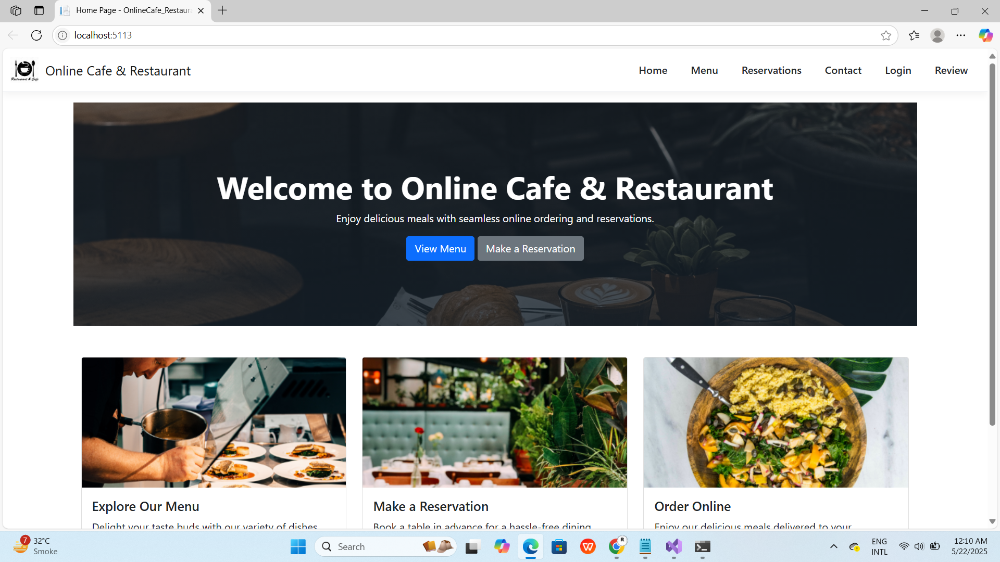 Home Page - OnlineCafe_Restaura
localhost:5113
Restaurant & Cafe
Online Cafe & Restaurant
Home
Menu
Reservations
Contact
Login
Review
Welcome to Online Cafe & Restaurant
Enjoy delicious meals with seamless online ordering and reservations.
View Menu
Make a Reservation
Explore Our Menu
Delight your taste buds with our variety of dishes
Make a Reservation
Book a table in advance for a hassle-free dining
Order Online
Enjoy our delicious meals delivered to your
7
32°C
Smoke
Search
R
ENG
INTL
12:10 AM
5/22/2025